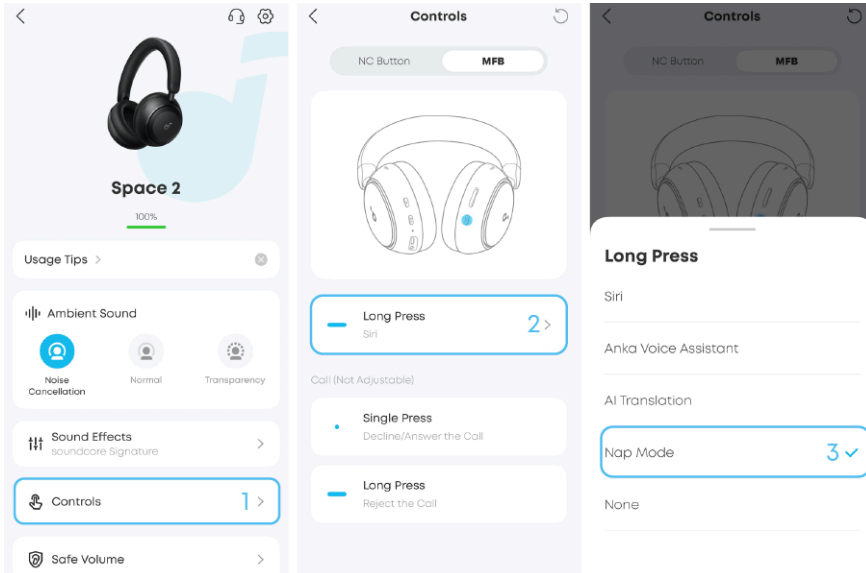 Space 2
100%
Usage Tips
Ambient Sound
Noise
Cancellation
Normal
Transparency
Sound Effects
soundcore Signature
Controls
1
Safe Volume
Controls
NC Button
MFB
Long Press
Siri
2
Call (Not Adjustable)
Single Press
Decline/Answer the Call
Long Press
Reject the Call
Controls
NC Button
MFB
Long Press
Siri
Anka Voice Assistant
AI Translation
Nap Mode
3
None